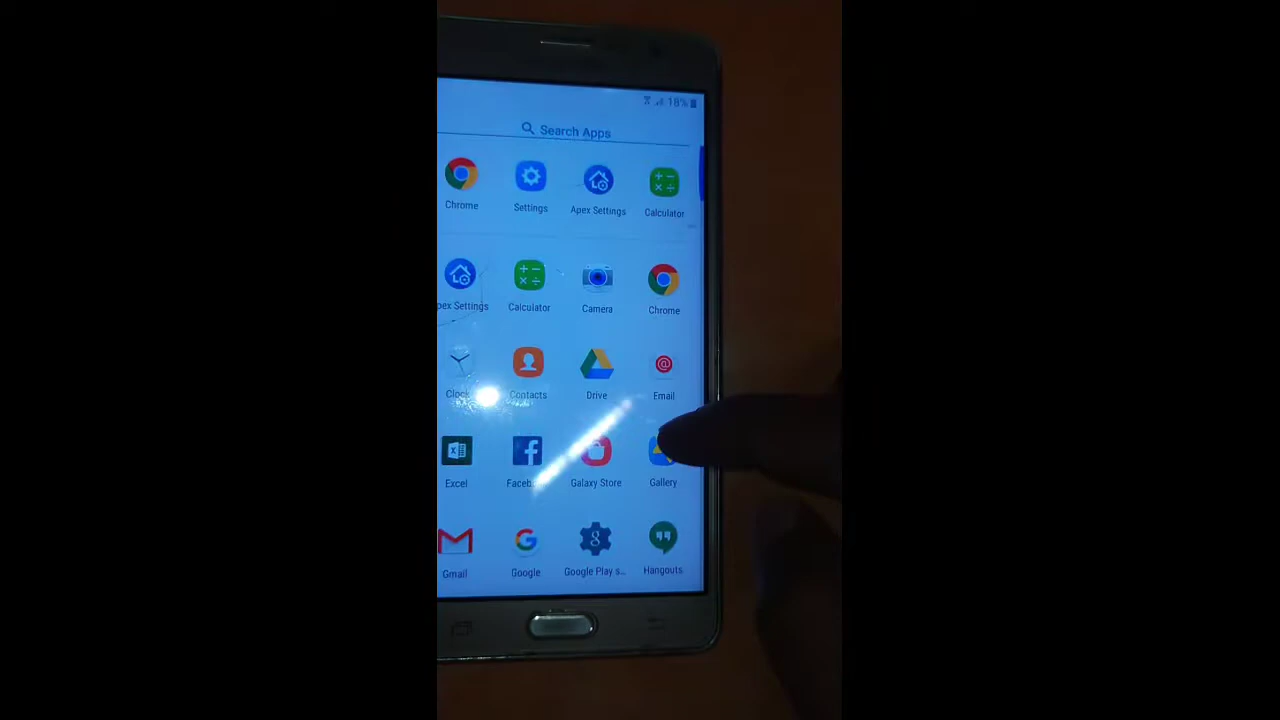 18%
Search Apps
Chrome Settings Apex Settings Calculator
pex Settings Calculator Camera Chrome
Clock Contacts Drive Email
Excel Faceb Galaxy Store Gallery
Gmail Google Google Play s... Hangouts